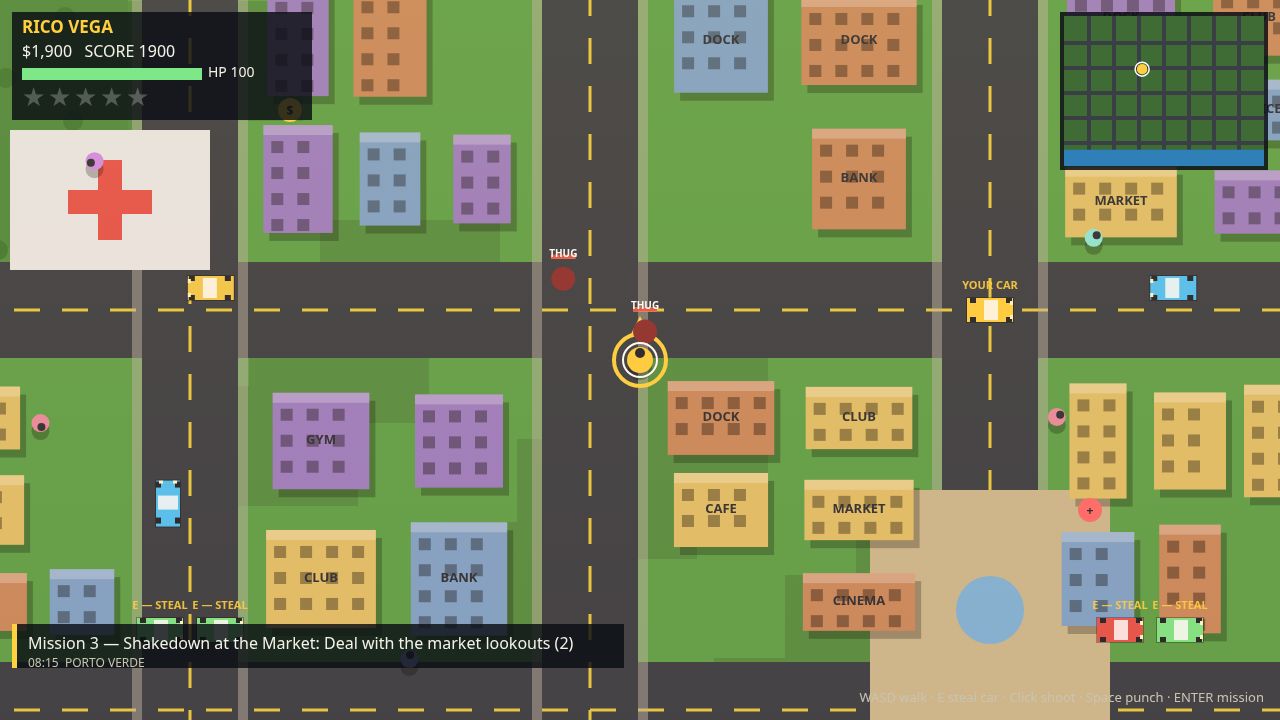 RICO VEGA
$1,900 SCORE 1900
HP 100
$
DOCK
DOCK
BANK
MARKET
THUG
THUG
YOUR CAR
GYM
DOCK
CLUB
CAFE
MARKET
CLUB
BANK
CINEMA
+
E — STEAL E — STEAL
E — STEAL E — STEAL
Mission 3 — Shakedown at the Market: Deal with the market lookouts (2)
08:15 PORTO VERDE
WASD walk · E steal car · Click shoot · Space punch · ENTER mission